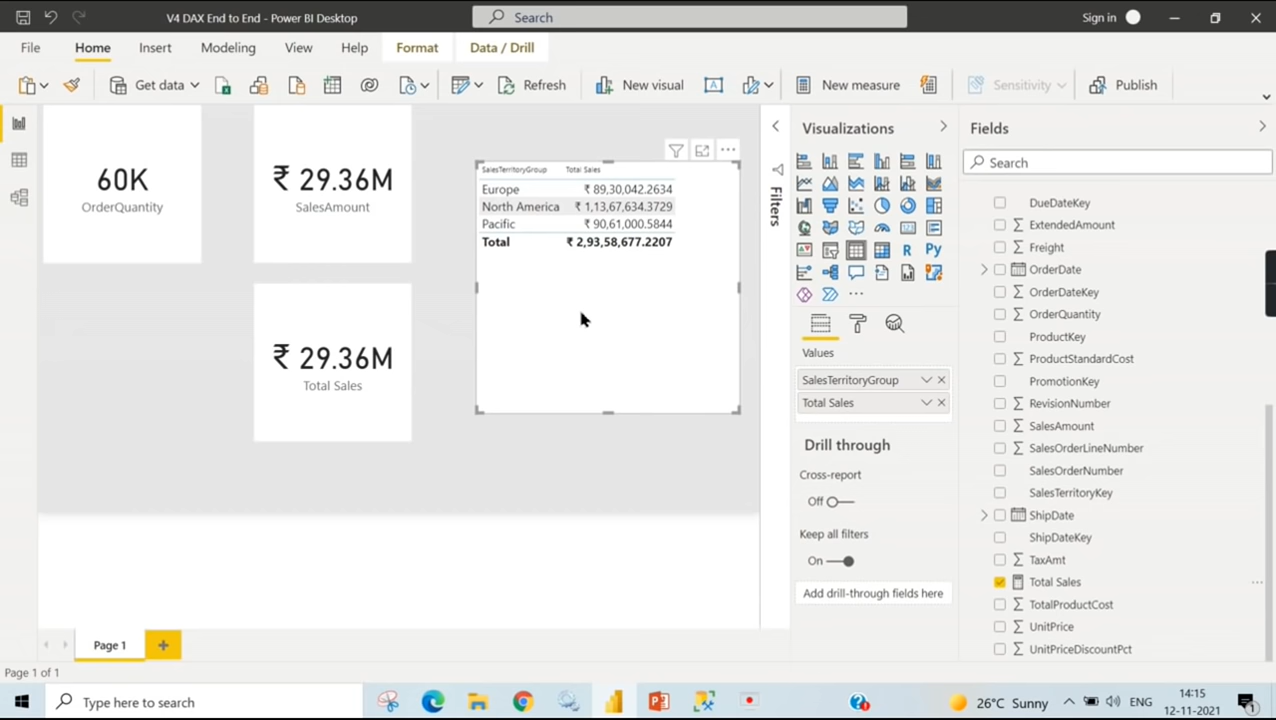 V4 DAX End to End - Power BI Desktop
Search
Sign in
File
Home
Insert
Modeling
View
Help
Format
Data / Drill
Get data
Refresh
New visual
New measure
Sensitivity
Publish
60K
OrderQuantity
₹ 29.36M
SalesAmount
₹ 29.36M
Total Sales
SalesTerritoryGroup Total Sales
Europe ₹ 89,30,042.2634
North America ₹ 1,13,67,634.3729
Pacific ₹ 90,61,000.5844
Total ₹ 2,93,58,677.2207
Filters
Visualizations
R
Py
Values
SalesTerritoryGroup
Total Sales
Drill through
Cross-report
Off
Keep all filters
On
Add drill-through fields here
Fields
Search
DueDateKey
ExtendedAmount
Freight
OrderDate
OrderDateKey
OrderQuantity
ProductKey
ProductStandardCost
PromotionKey
RevisionNumber
SalesAmount
SalesOrderLineNumber
SalesOrderNumber
SalesTerritoryKey
ShipDate
ShipDateKey
TaxAmt
Total Sales
TotalProductCost
UnitPrice
UnitPriceDiscountPct
Page 1
Page 1 of 1
Type here to search
26°C Sunny
ENG
14:15
12-11-2021
1